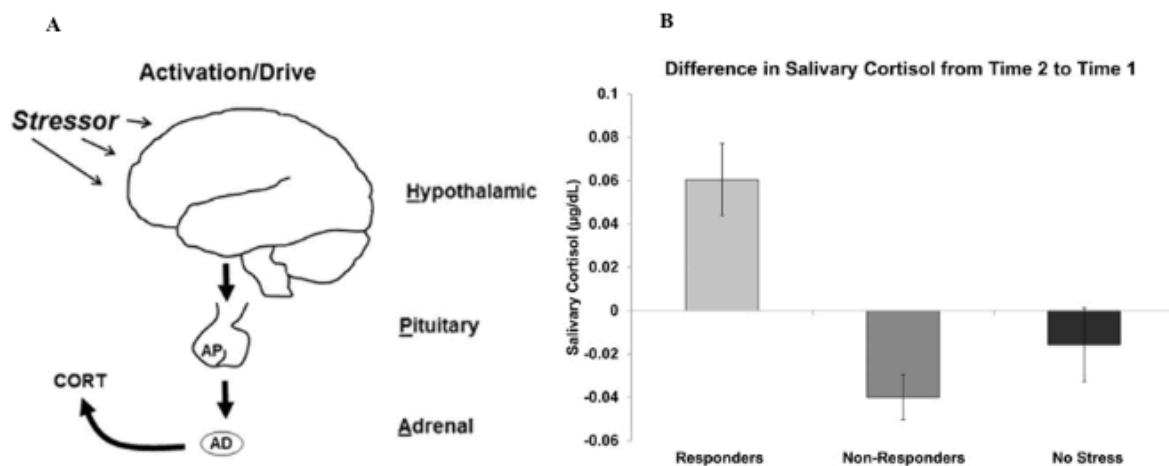 A
Activation/Drive
Stressor
Hypothalamic
Pituitary
AP
CORT
Adrenal
AD
B
Difference in Salivary Cortisol from Time 2 to Time 1
Salivary Cortisol (µg/dL)
0.1
0.08
0.06
0.04
0.02
0
-0.02
-0.04
-0.06
Responders Non-Responders No Stress